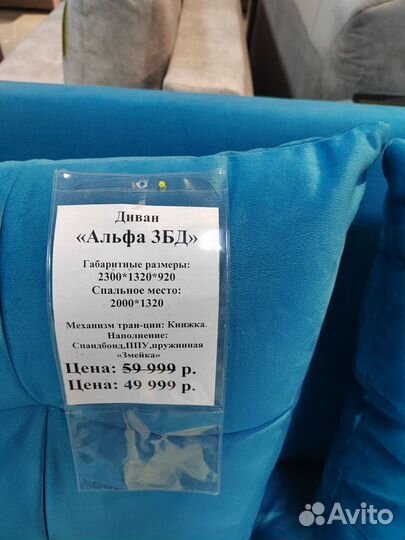 Диван
«Альфа 3БД»
Габаритные размеры:
2300*1320*920
Спальное место:
2000*1320
Механизм тран-ции: Книжка.
Наполнение:
Спандбонд,ППУ,пружинная
«Змейка»
Цена: 59 999 р.
Цена: 49 999 р.
Avito